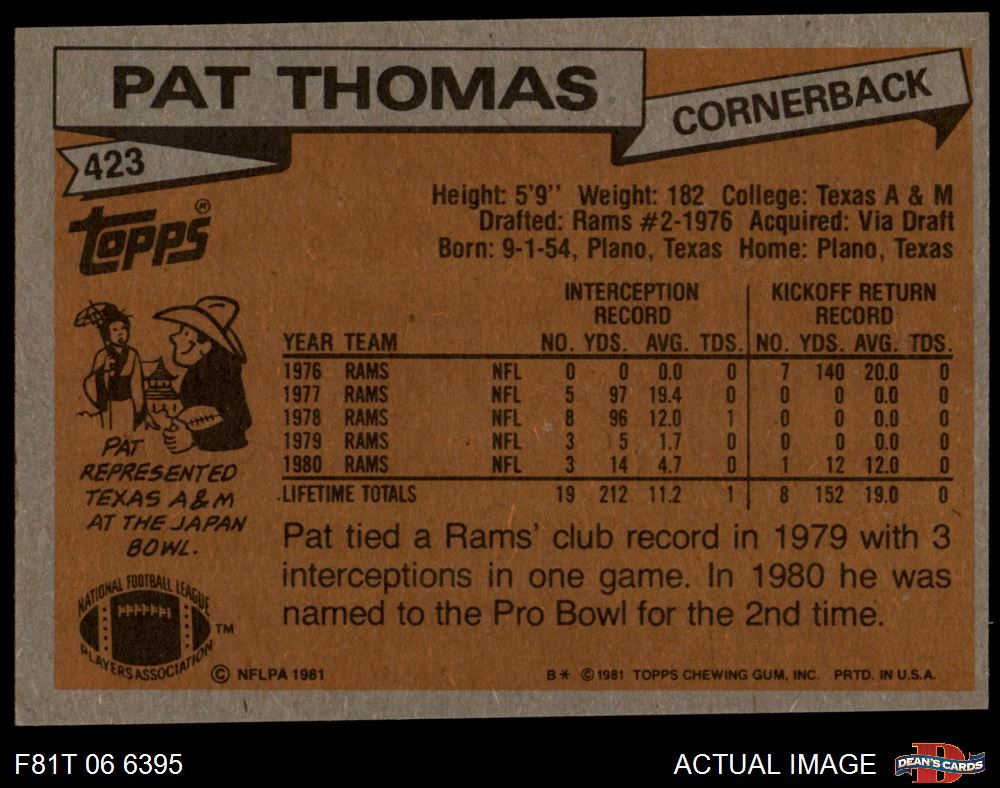 PAT THOMAS
CORNERBACK
423
TOPPS®
Height: 5'9'' Weight: 182 College: Texas A & M
Drafted: Rams #2-1976 Acquired: Via Draft
Born: 9-1-54, Plano, Texas Home: Plano, Texas
INTERCEPTION RECORD KICKOFF RETURN RECORD
YEAR TEAM NO. YDS. AVG. TDS. NO. YDS. AVG. TDS.
1976 RAMS NFL 0 0 0.0 0 7 140 20.0 0
1977 RAMS NFL 5 97 19.4 0 0 0 0.0 0
1978 RAMS NFL 8 96 12.0 1 0 0 0.0 0
1979 RAMS NFL 3 5 1.7 0 0 0 0.0 0
1980 RAMS NFL 3 14 4.7 0 1 12 12.0 0
LIFETIME TOTALS 19 212 11.2 1 8 152 19.0 0
PAT
REPRESENTED
TEXAS A&M
AT THE JAPAN
BOWL.
Pat tied a Rams' club record in 1979 with 3
interceptions in one game. In 1980 he was
named to the Pro Bowl for the 2nd time.
NATIONAL FOOTBALL LEAGUE
PLAYERS ASSOCIATION
TM
© NFLPA 1981
B* ©1981 TOPPS CHEWING GUM, INC. PRTD. IN U.S.A.
F81T 06 6395
ACTUAL IMAGE
D
DEAN'S CARDS